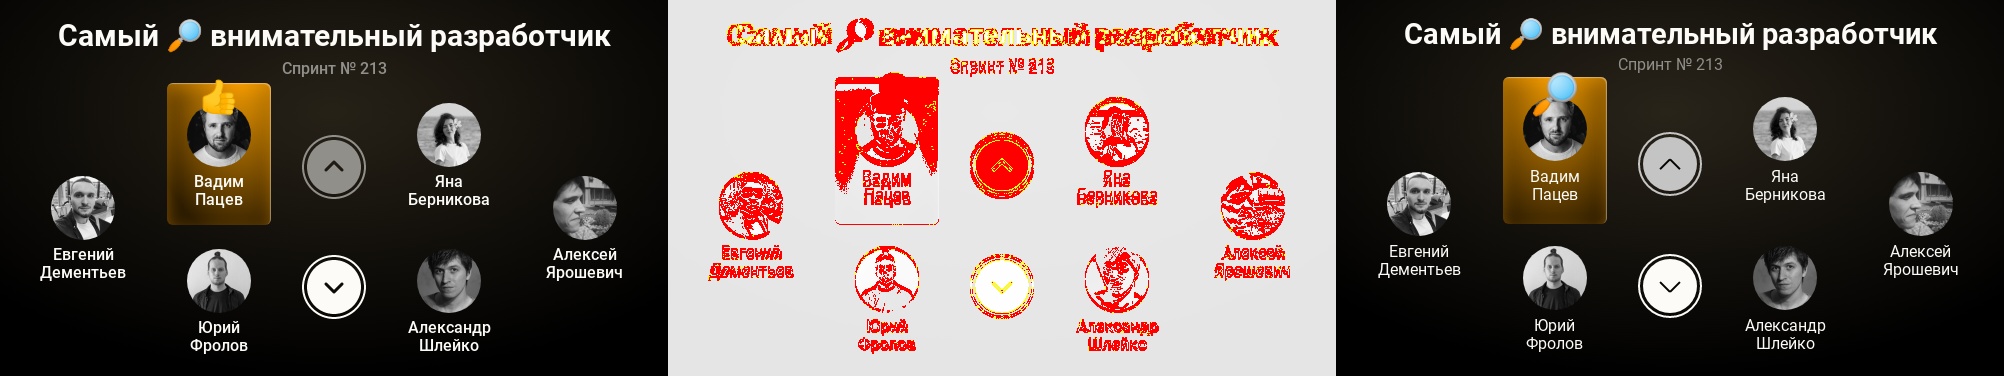 Самый 🔎 внимательный разработчик
Спринт № 213
Вадим
Пацев
Яна
Берникова
Евгений
Дементьев
Алексей
Ярошевич
Юрий
Фролов
Александр
Шлейко
Самый внимательный разработчик
Спринт № 213
Вадим
Пацев
Яна
Берникова
Евгений
Дементьев
Алексей
Ярошевич
Юрий
Фролов
Александр
Шлейко
Самый 🔎 внимательный разработчик
Спринт № 213
Вадим
Пацев
Яна
Берникова
Евгений
Дементьев
Алексей
Ярошевич
Юрий
Фролов
Александр
Шлейко